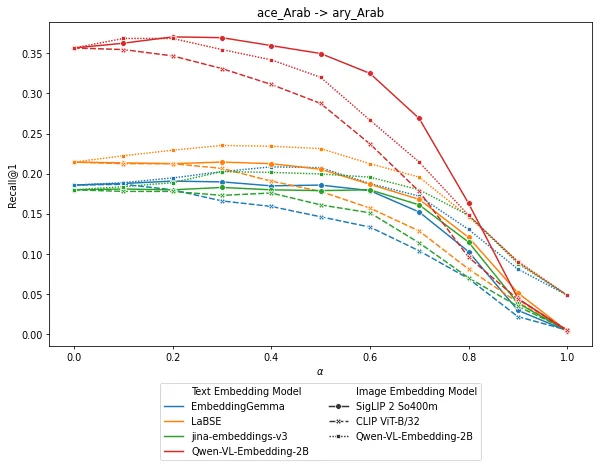 ace_Arab -> ary_Arab
Recall@1
0.35
0.30
0.25
0.20
0.15
0.10
0.05
0.00
0.0 0.2 0.4 0.6 0.8 1.0
α
Text Embedding Model
EmbeddingGemma
LaBSE
jina-embeddings-v3
Qwen-VL-Embedding-2B
Image Embedding Model
SigLIP 2 So400m
CLIP ViT-B/32
Qwen-VL-Embedding-2B